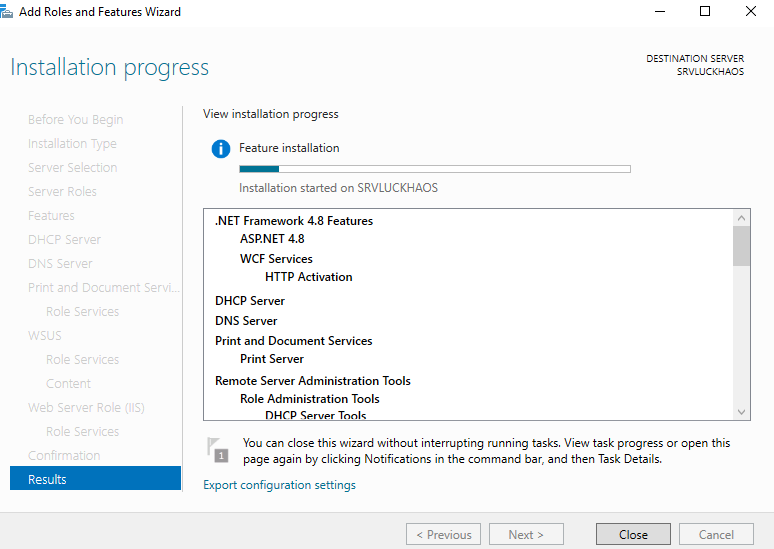 Add Roles and Features Wizard
Installation progress
DESTINATION SERVER
SRVLUCKHAOS
Before You Begin
Installation Type
Server Selection
Server Roles
Features
DHCP Server
DNS Server
Print and Document Servi...
Role Services
WSUS
Role Services
Content
Web Server Role (IIS)
Role Services
Confirmation
Results
View installation progress
Feature installation
Installation started on SRVLUCKHAOS
.NET Framework 4.8 Features
ASP.NET 4.8
WCF Services
HTTP Activation
DHCP Server
DNS Server
Print and Document Services
Print Server
Remote Server Administration Tools
Role Administration Tools
DHCP Server Tools
1
You can close this wizard without interrupting running tasks. View task progress or open this
page again by clicking Notifications in the command bar, and then Task Details.
Export configuration settings
< Previous
Next >
Close
Cancel